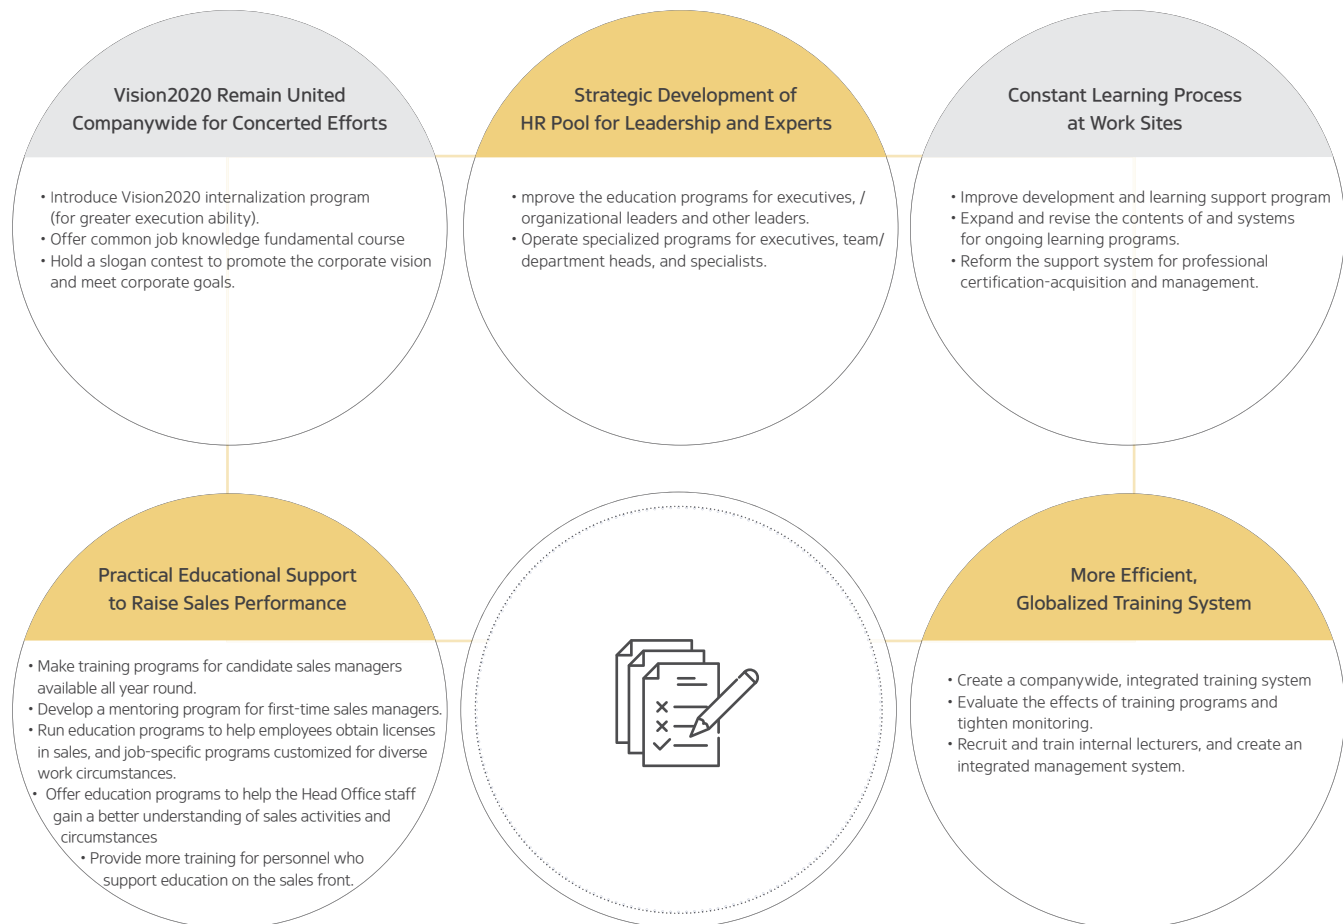 Vision2020 Remain United
Companywide for Concerted Efforts
• Introduce Vision2020 internalization program
(for greater execution ability).
• Offer common job knowledge fundamental course
• Hold a slogan contest to promote the corporate vision
and meet corporate goals.
Strategic Development of
HR Pool for Leadership and Experts
• mprove the education programs for executives, /
organizational leaders and other leaders.
• Operate specialized programs for executives, team/
department heads, and specialists.
Constant Learning Process
at Work Sites
• Improve development and learning support program
• Expand and revise the contents of and systems
for ongoing learning programs.
• Reform the support system for professional
certification-acquisition and management.
Practical Educational Support
to Raise Sales Performance
• Make training programs for candidate sales managers
available all year round.
• Develop a mentoring program for first-time sales managers.
• Run education programs to help employees obtain licenses
in sales, and job-specific programs customized for diverse
work circumstances.
• Offer education programs to help the Head Office staff
gain a better understanding of sales activities and
circumstances
• Provide more training for personnel who
support education on the sales front.
More Efficient,
Globalized Training System
• Create a companywide, integrated training system
• Evaluate the effects of training programs and
tighten monitoring.
• Recruit and train internal lecturers, and create an
integrated management system.